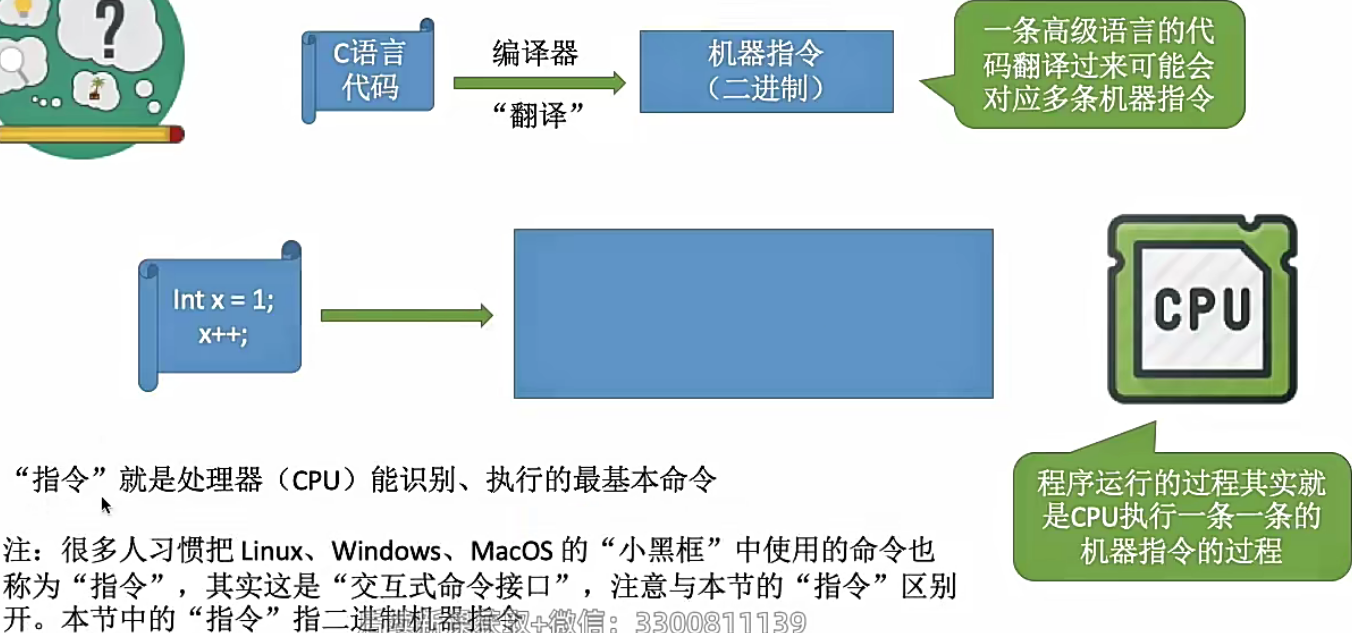 ?
C语言
代码
编译器
“翻译”
机器指令
（二进制）
一条高级语言的代
码翻译过来可能会
对应多条机器指令
Int x = 1;
x++;
CPU
“指令”就是处理器（CPU）能识别、执行的最基本命令
程序运行的过程其实就
是CPU执行一条一条的
机器指令的过程
注：很多人习惯把 Linux、Windows、MacOS 的“小黑框”中使用的命令也
称为“指令”，其实这是“交互式命令接口”，注意与本节的“指令”区别
开。本节中的“指令”指二进制机器指令
取+微信：3300811139